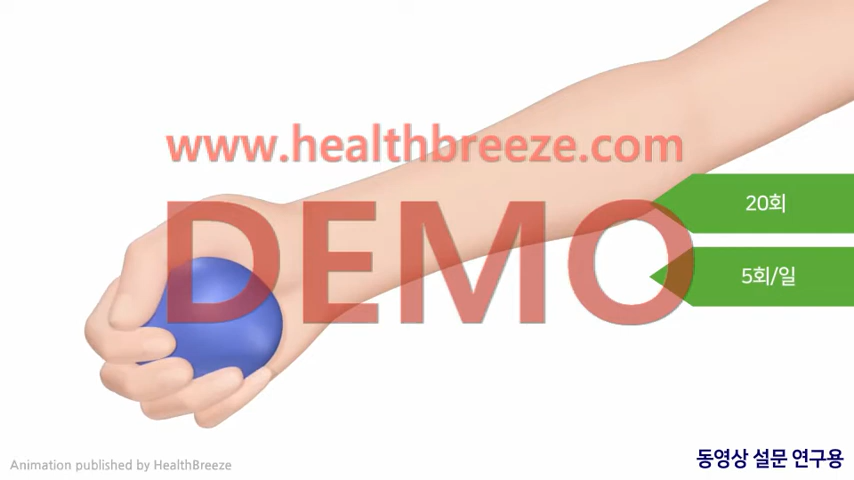 www.healthbreeze.com
DEMO
20회
5회/일
Animation published by HealthBreeze
동영상 설문 연구용